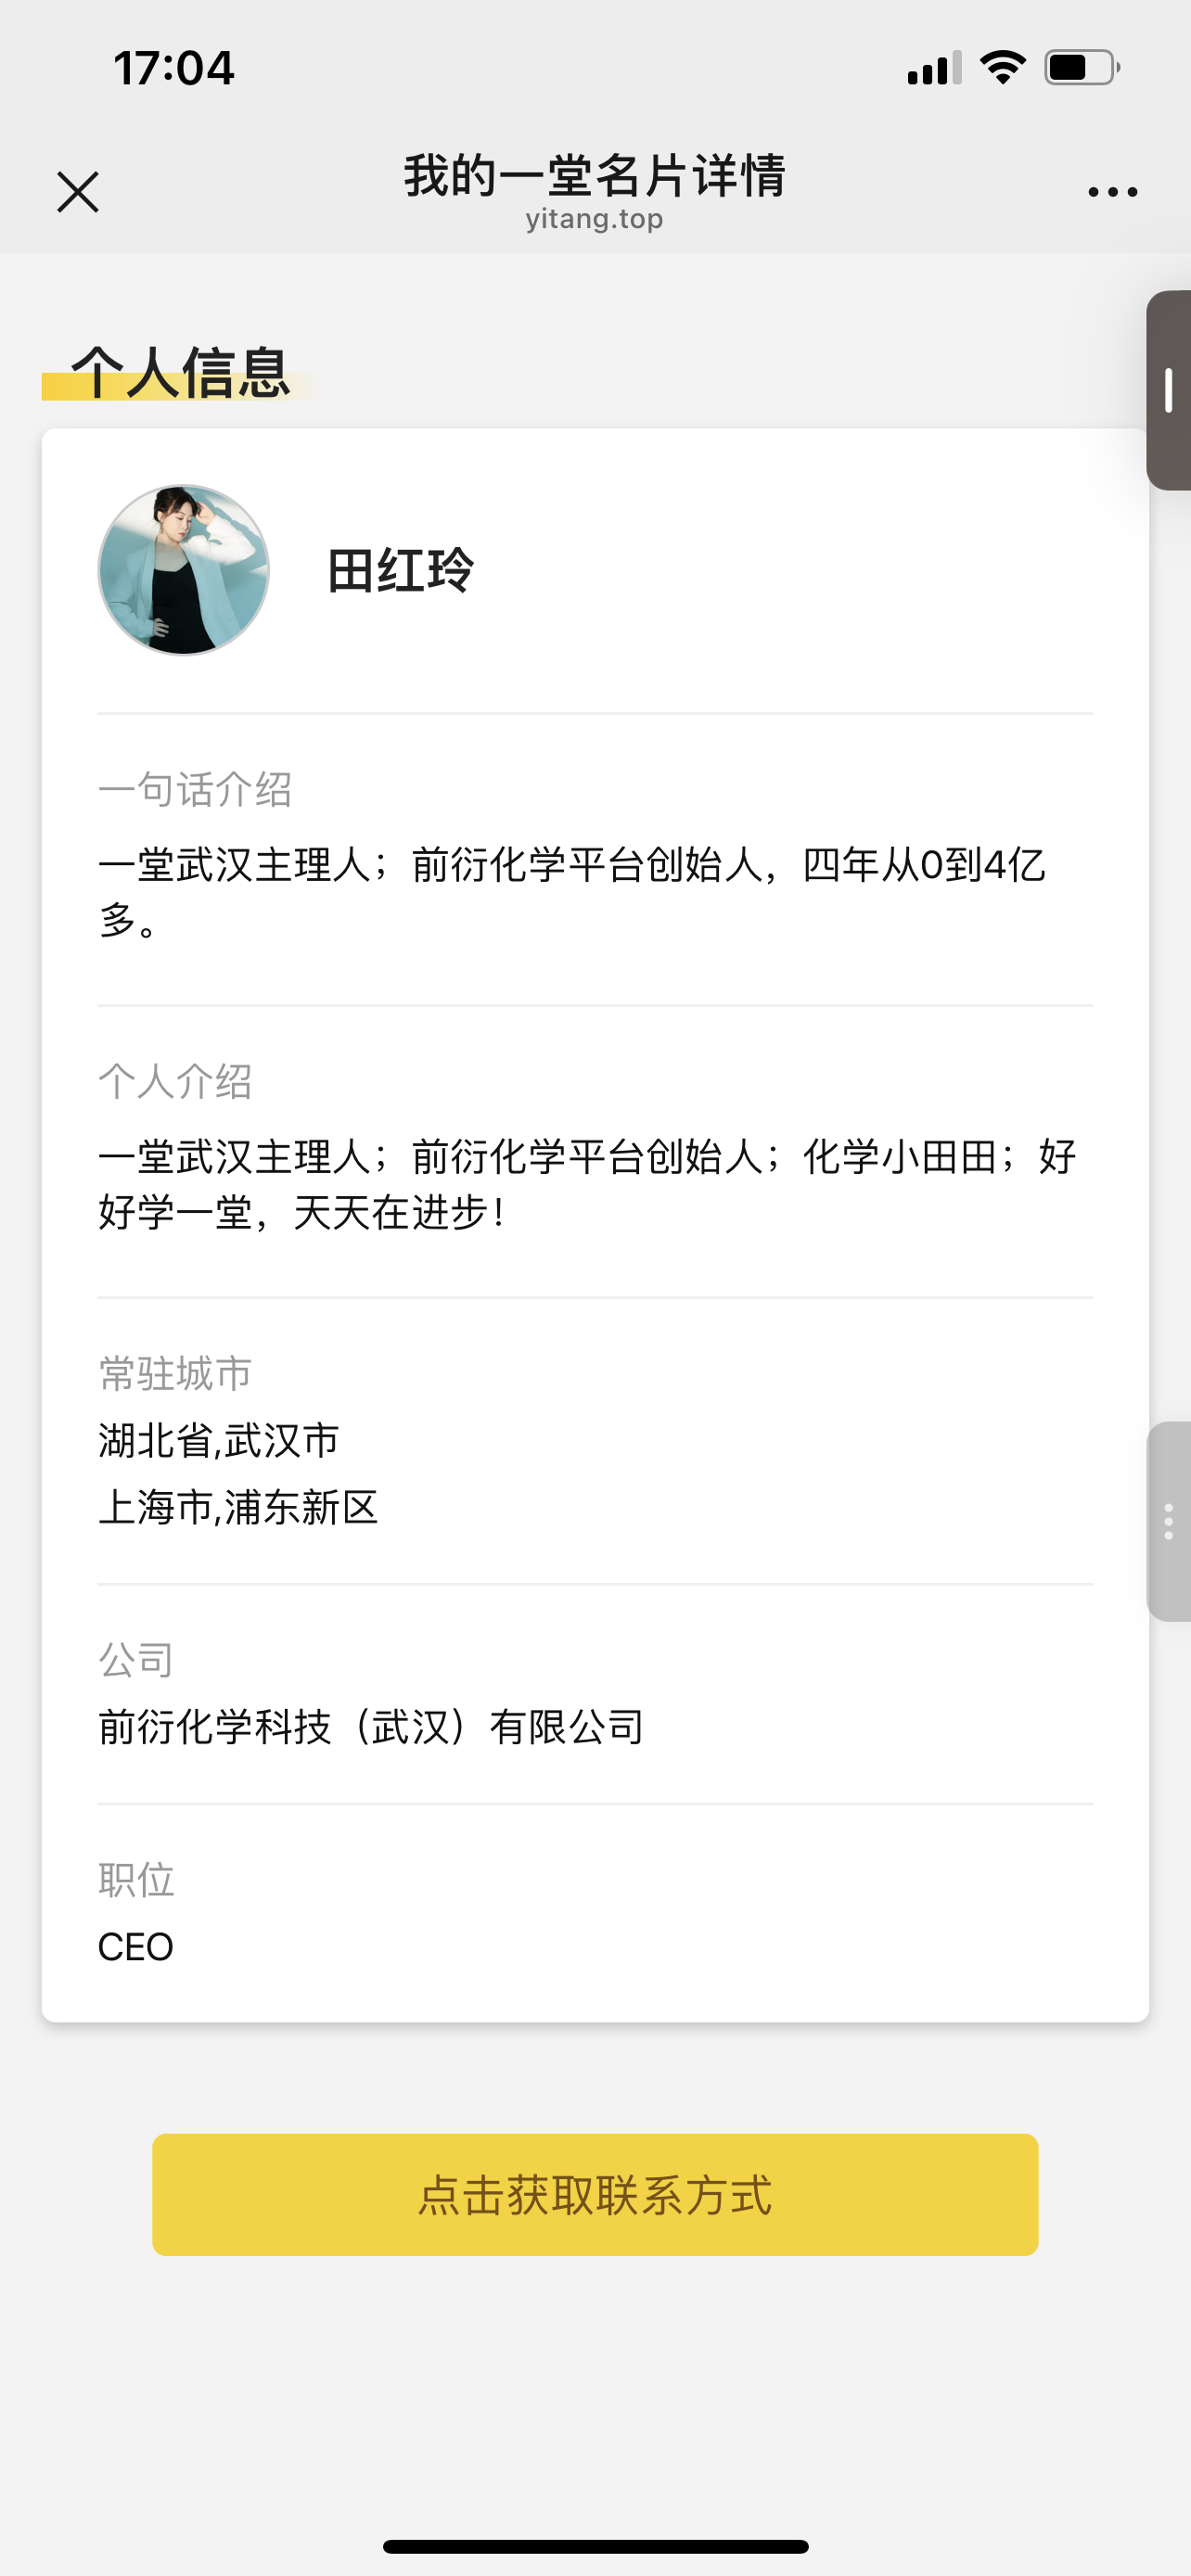 17:04
我的一堂名片详情
yitang.top
个人信息
田红玲
一句话介绍
一堂武汉主理人；前衍化学平台创始人，四年从0到4亿
多。
个人介绍
一堂武汉主理人；前衍化学平台创始人；化学小田田；好
好学一堂，天天在进步！
常驻城市
湖北省,武汉市
上海市,浦东新区
公司
前衍化学科技（武汉）有限公司
职位
CEO
点击获取联系方式